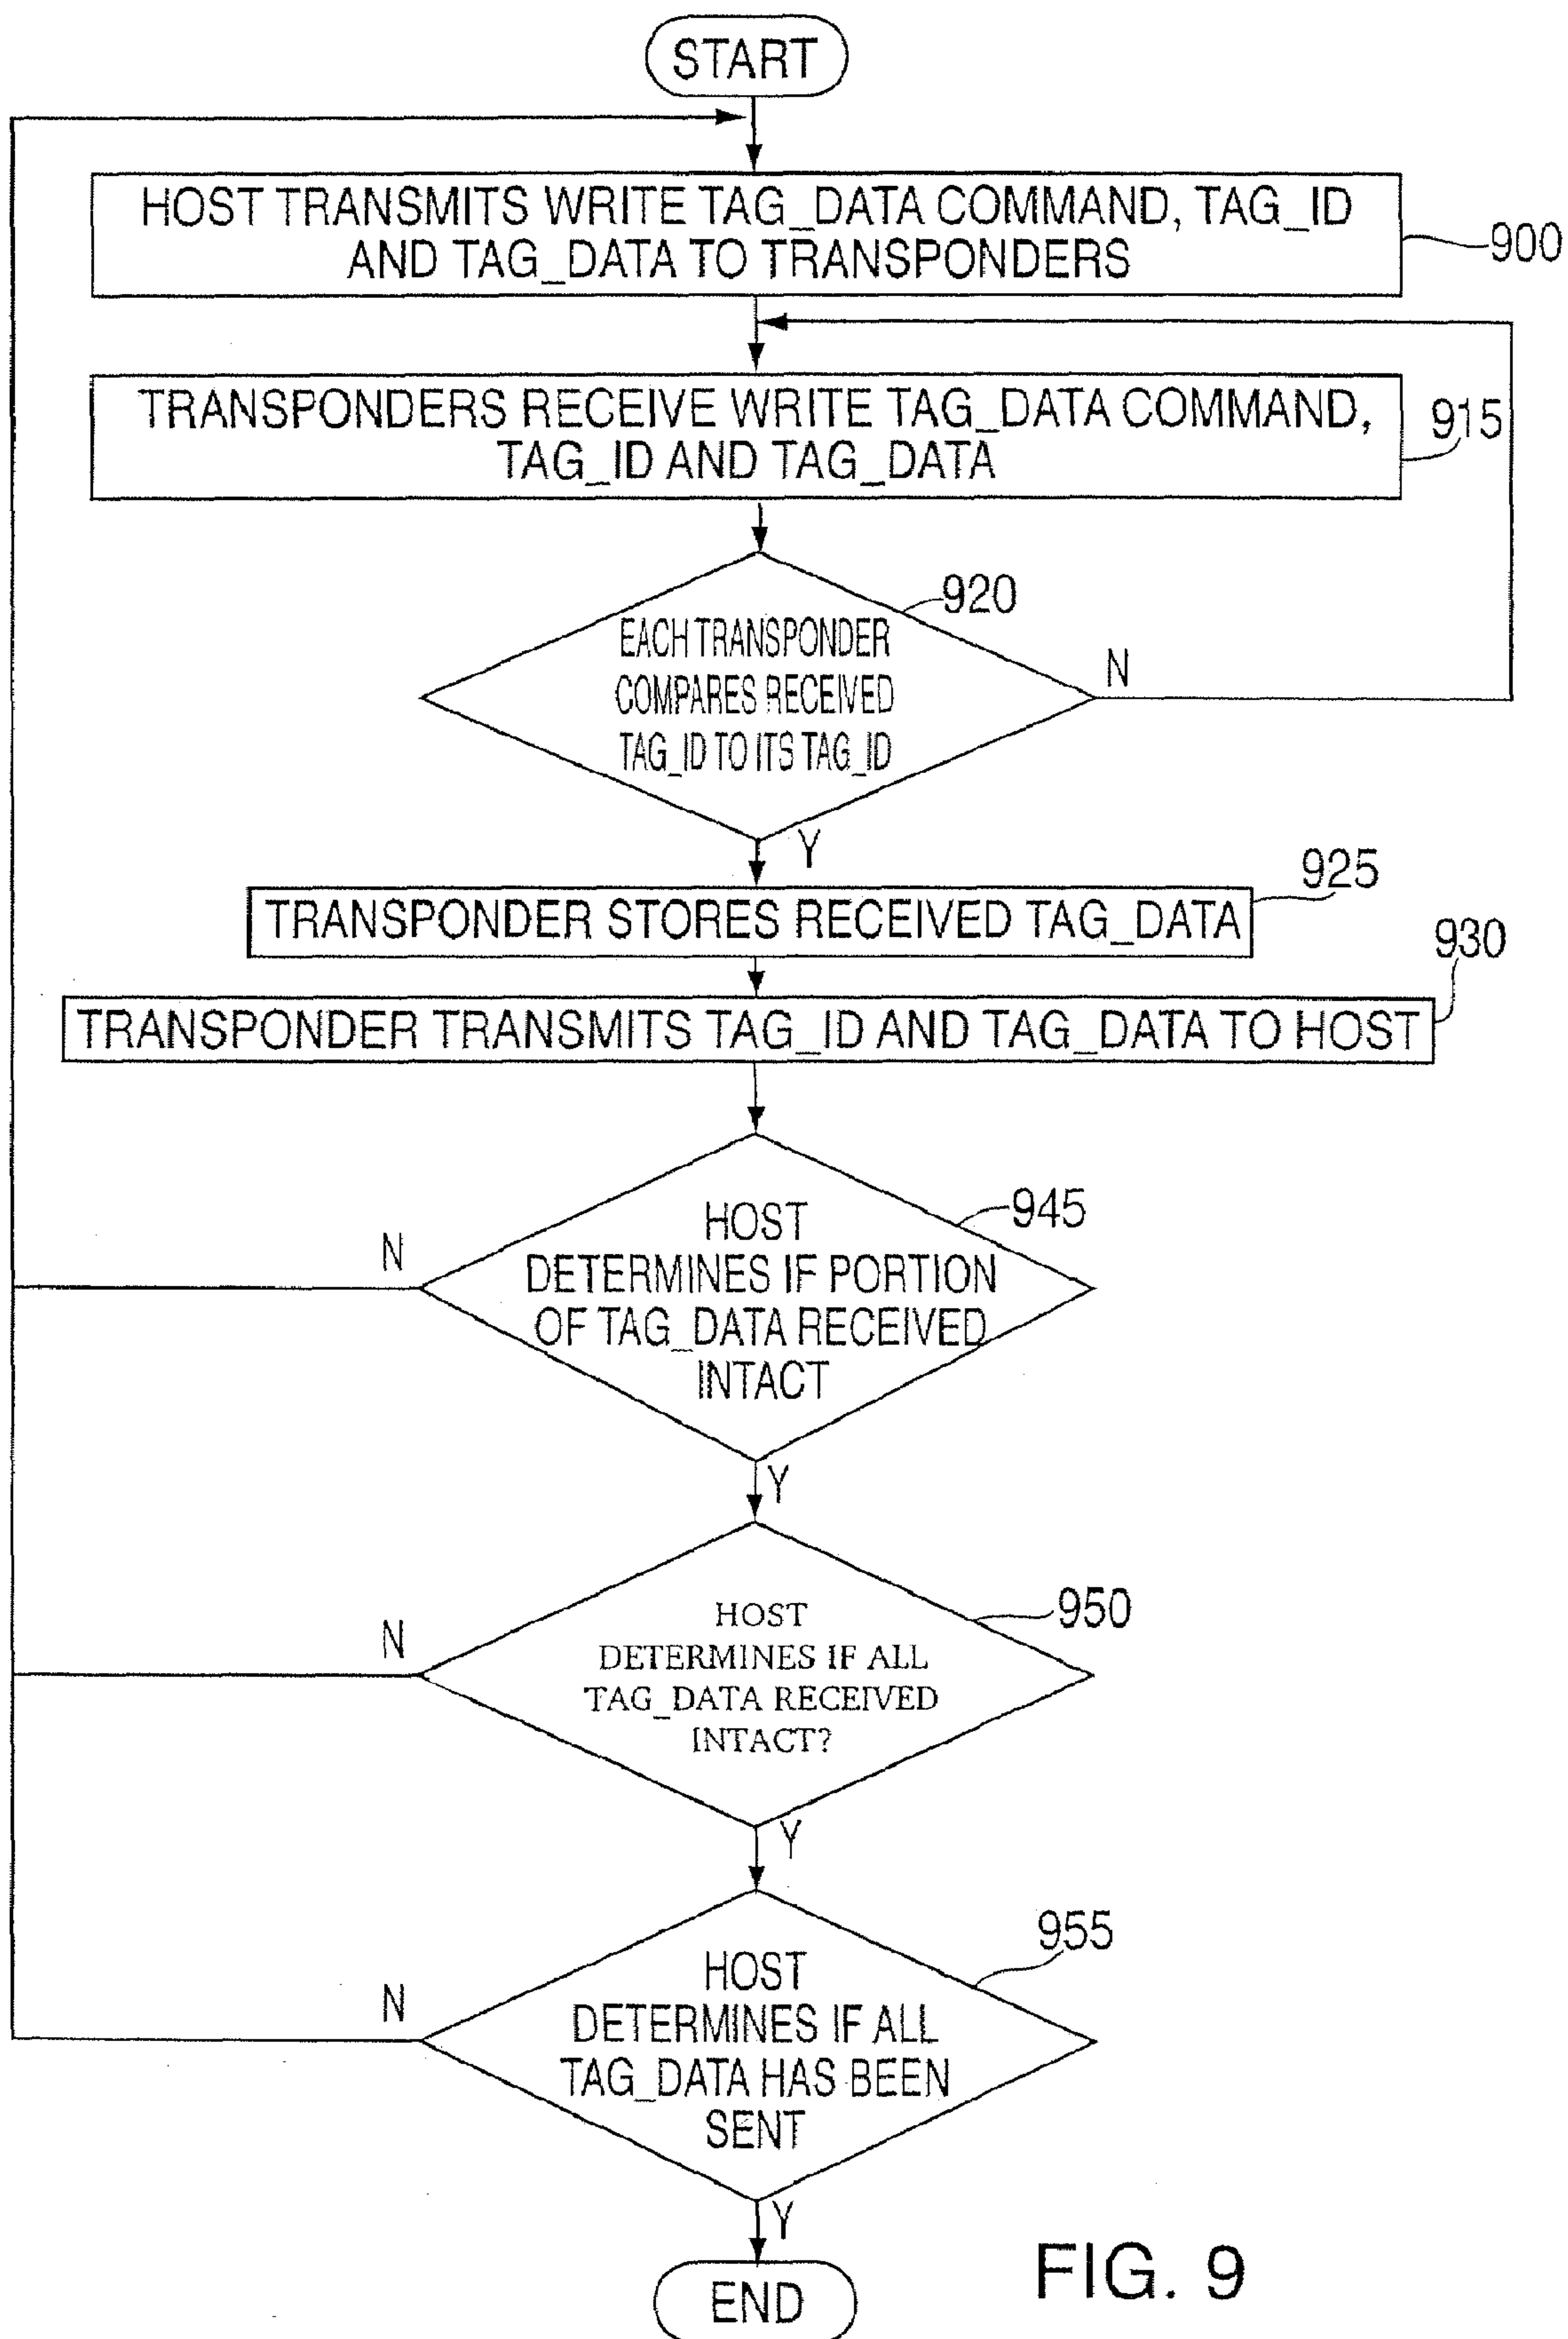 START
HOST TRANSMITS WRITE TAG_DATA COMMAND, TAG_ID
AND TAG_DATA TO TRANSPONDERS
900
TRANSPONDERS RECEIVE WRITE TAG_DATA COMMAND,
TAG_ID AND TAG_DATA
915
920
EACH TRANSPONDER
COMPARES RECEIVED
TAG_ID TO ITS TAG_ID
N
Y
925
TRANSPONDER STORES RECEIVED TAG_DATA
930
TRANSPONDER TRANSMITS TAG_ID AND TAG_DATA TO HOST
945
HOST
DETERMINES IF PORTION
OF TAG_DATA RECEIVED
INTACT
N
Y
950
HOST
DETERMINES IF ALL
TAG_DATA RECEIVED
INTACT?
N
Y
955
HOST
DETERMINES IF ALL
TAG_DATA HAS BEEN
SENT
N
Y
END
FIG. 9